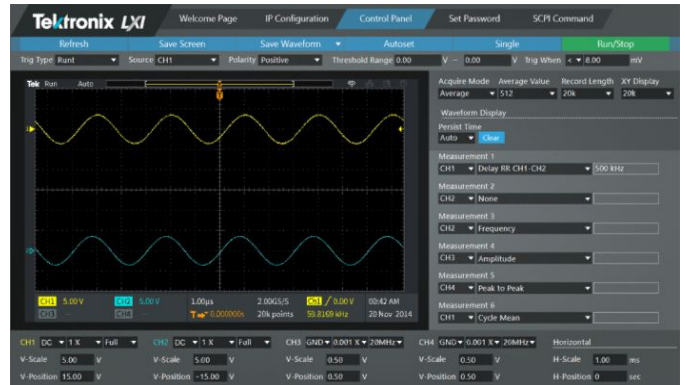 Tektronix LXI Welcome Page IP Configuration Control Panel Set Password SCPI Command
Refresh Save Screen Save Waveform Autoset Single Run/Stop
Trig Type Runt Source CH1 Polarity Positive Threshold Range 0.00 V - 0.00 V Trig When < 8.00 mV
Tek Run Auto
Acquire Mode Average Value Record Length XY Display
Average 512 20k 20k
Waveform Display
Persist Time
Auto Clear
Measurement 1
CH1 Delay RR CH1-CH2 500 kHz
Measurement 2
CH2 None
Measurement 3
CH2 Frequency
Measurement 4
CH3 Amplitude
Measurement 5
CH4 Peak to Peak
Measurement 6
CH1 Cycle Mean
CH1 5.00 V CH2 5.00 V 1.00μs 2.00GS/S CH1 / 0.00 V 00:42 AM
CH3 CH4 T 0.000000s 20k points 59.8169 kHz 20 Nov 2014
CH1 DC 1 X Full CH2 DC 1 X Full CH3 GND 0.001 X 20MHz CH4 GND 0.001 X 20MHz Horizontal
V-Scale 5.00 V V-Scale 5.00 V V-Scale 0.50 V V-Scale 0.50 V H-Scale 1.00 ms
V-Position 15.00 V V-Position -15.00 V V-Position 0.50 V V-Position 0.50 V H-Position 0 sec